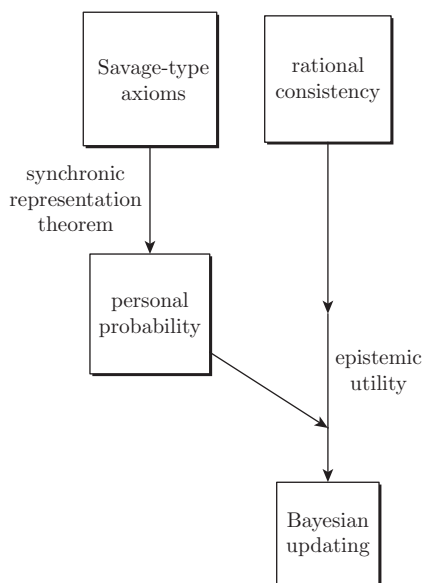 Savage-type
axioms
rational
consistency
synchronic
representation
theorem
personal
probability
epistemic
utility
Bayesian
updating